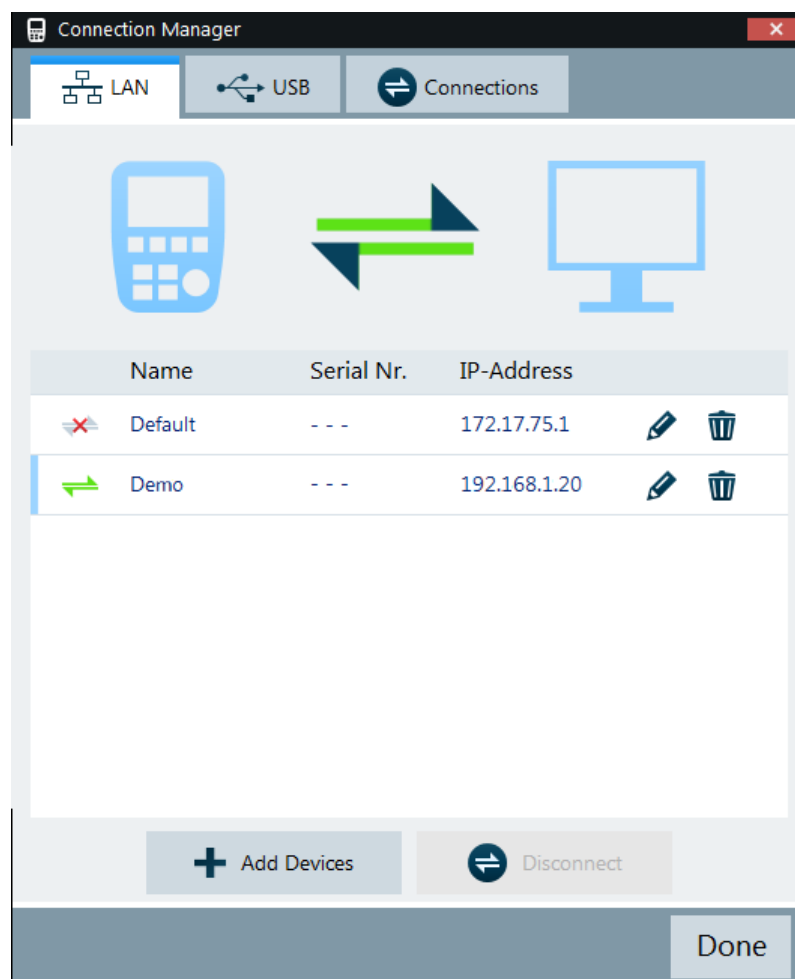 Connection Manager
LAN USB Connections
Name Serial Nr. IP-Address
Default - - - 172.17.75.1
Demo - - - 192.168.1.20
Add Devices Disconnect
Done